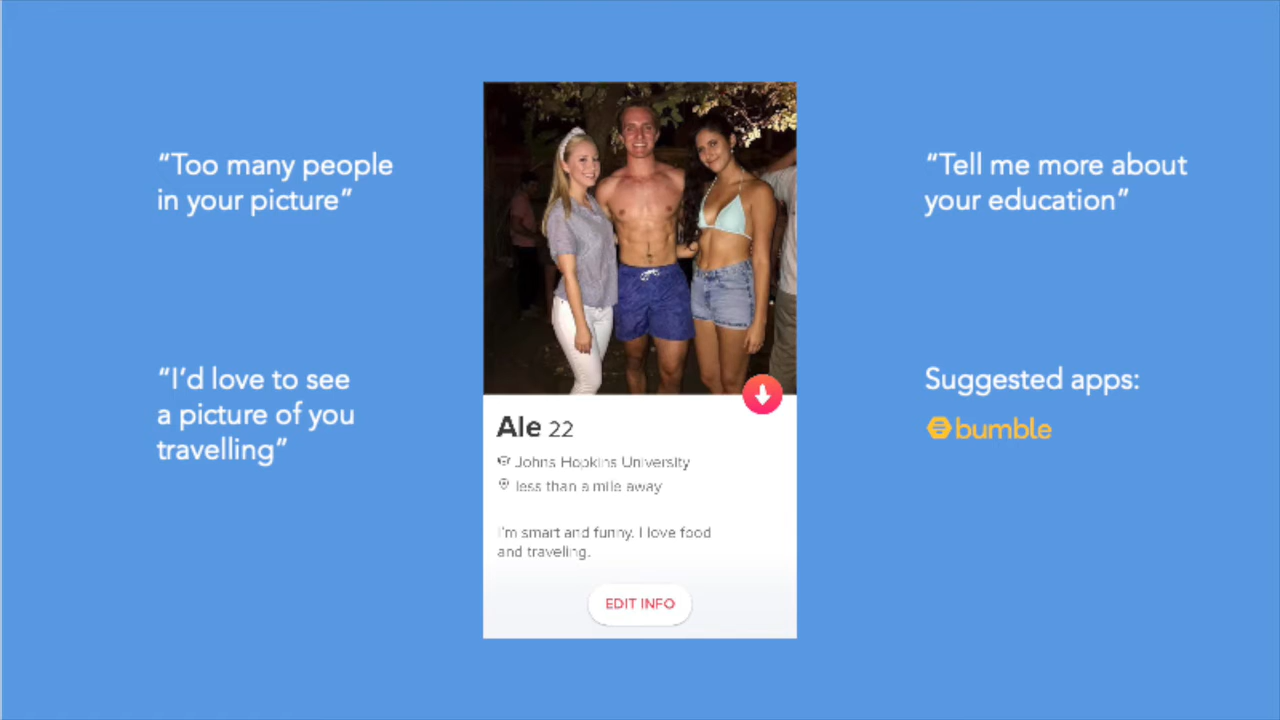 “Too many people
in your picture”
“I’d love to see
a picture of you
travelling”
Ale 22
Johns Hopkins University
less than a mile away
I'm smart and funny. I love food
and traveling.
EDIT INFO
“Tell me more about
your education”
Suggested apps:
bumble